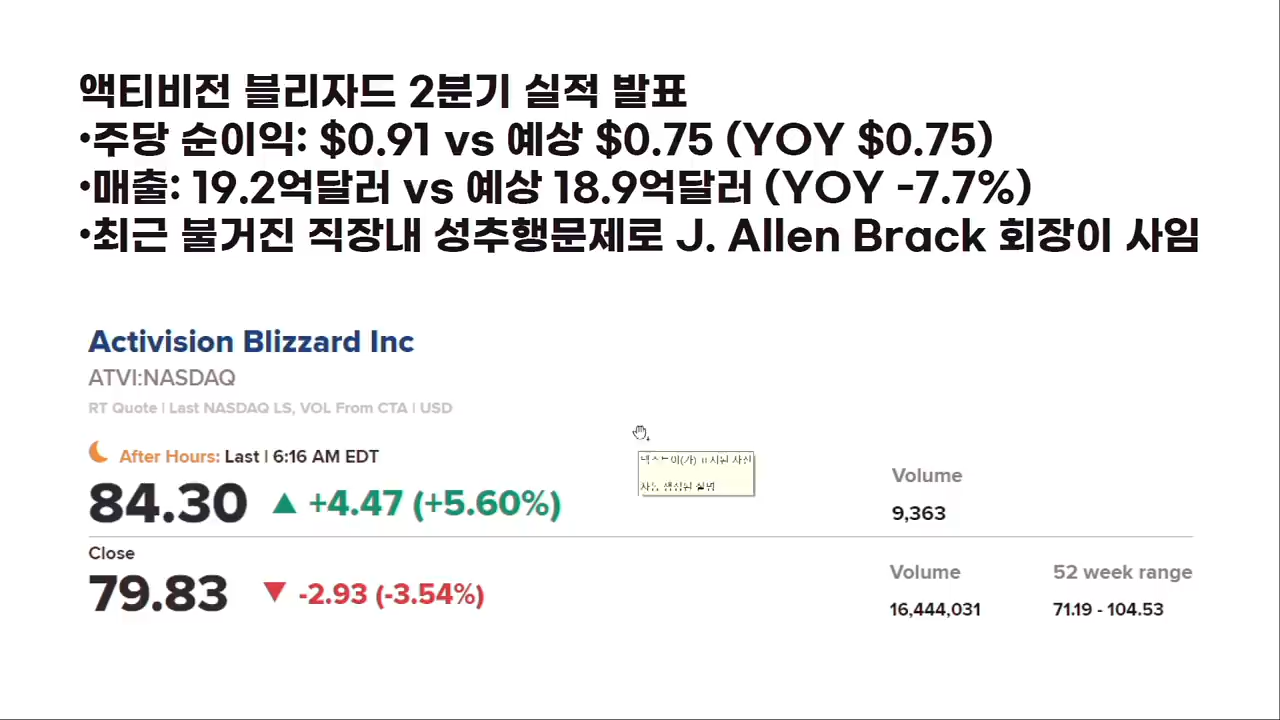 액티비전 블리자드 2분기 실적 발표
•주당 순이익: $0.91 vs 예상 $0.75 (YOY $0.75)
•매출: 19.2억달러 vs 예상 18.9억달러 (YOY -7.7%)
•최근 불거진 직장내 성추행문제로 J. Allen Brack 회장이 사임
Activision Blizzard Inc
ATVI:NASDAQ
RT Quote | Last NASDAQ LS, VOL From CTA | USD
After Hours: Last | 6:16 AM EDT
84.30 ▲ +4.47 (+5.60%)
Volume
9,363
Close
79.83 ▼ -2.93 (-3.54%)
Volume 52 week range
16,444,031 71.19 - 104.53